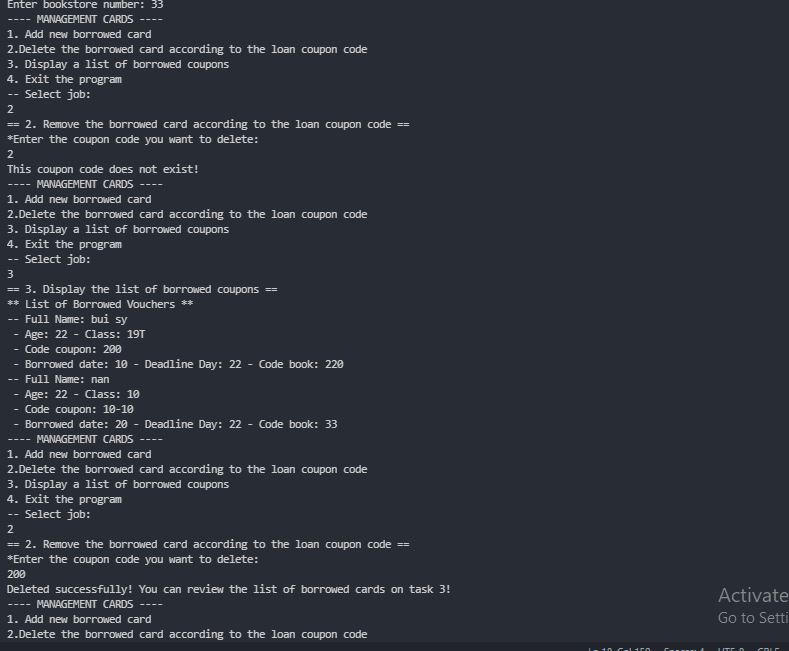 Enter bookstore number: 33
---- MANAGEMENT CARDS ----
1. Add new borrowed card
2.Delete the borrowed card according to the loan coupon code
3. Display a list of borrowed coupons
4. Exit the program
-- Select job:
2
== 2. Remove the borrowed card according to the loan coupon code ==
*Enter the coupon code you want to delete:
2
This coupon code does not exist!
---- MANAGEMENT CARDS ----
1. Add new borrowed card
2.Delete the borrowed card according to the loan coupon code
3. Display a list of borrowed coupons
4. Exit the program
-- Select job:
3
== 3. Display the list of borrowed coupons ==
** List of Borrowed Vouchers **
-- Full Name: bui sy
 - Age: 22 - Class: 19T
 - Code coupon: 200
 - Borrowed date: 10 - Deadline Day: 22 - Code book: 220
-- Full Name: nan
 - Age: 22 - Class: 10
 - Code coupon: 10-10
 - Borrowed date: 20 - Deadline Day: 22 - Code book: 33
---- MANAGEMENT CARDS ----
1. Add new borrowed card
2.Delete the borrowed card according to the loan coupon code
3. Display a list of borrowed coupons
4. Exit the program
-- Select job:
2
== 2. Remove the borrowed card according to the loan coupon code ==
*Enter the coupon code you want to delete:
200
Deleted successfully! You can review the list of borrowed cards on task 3!
---- MANAGEMENT CARDS ----
1. Add new borrowed card
2.Delete the borrowed card according to the loan coupon code
Activate
Go to Setti